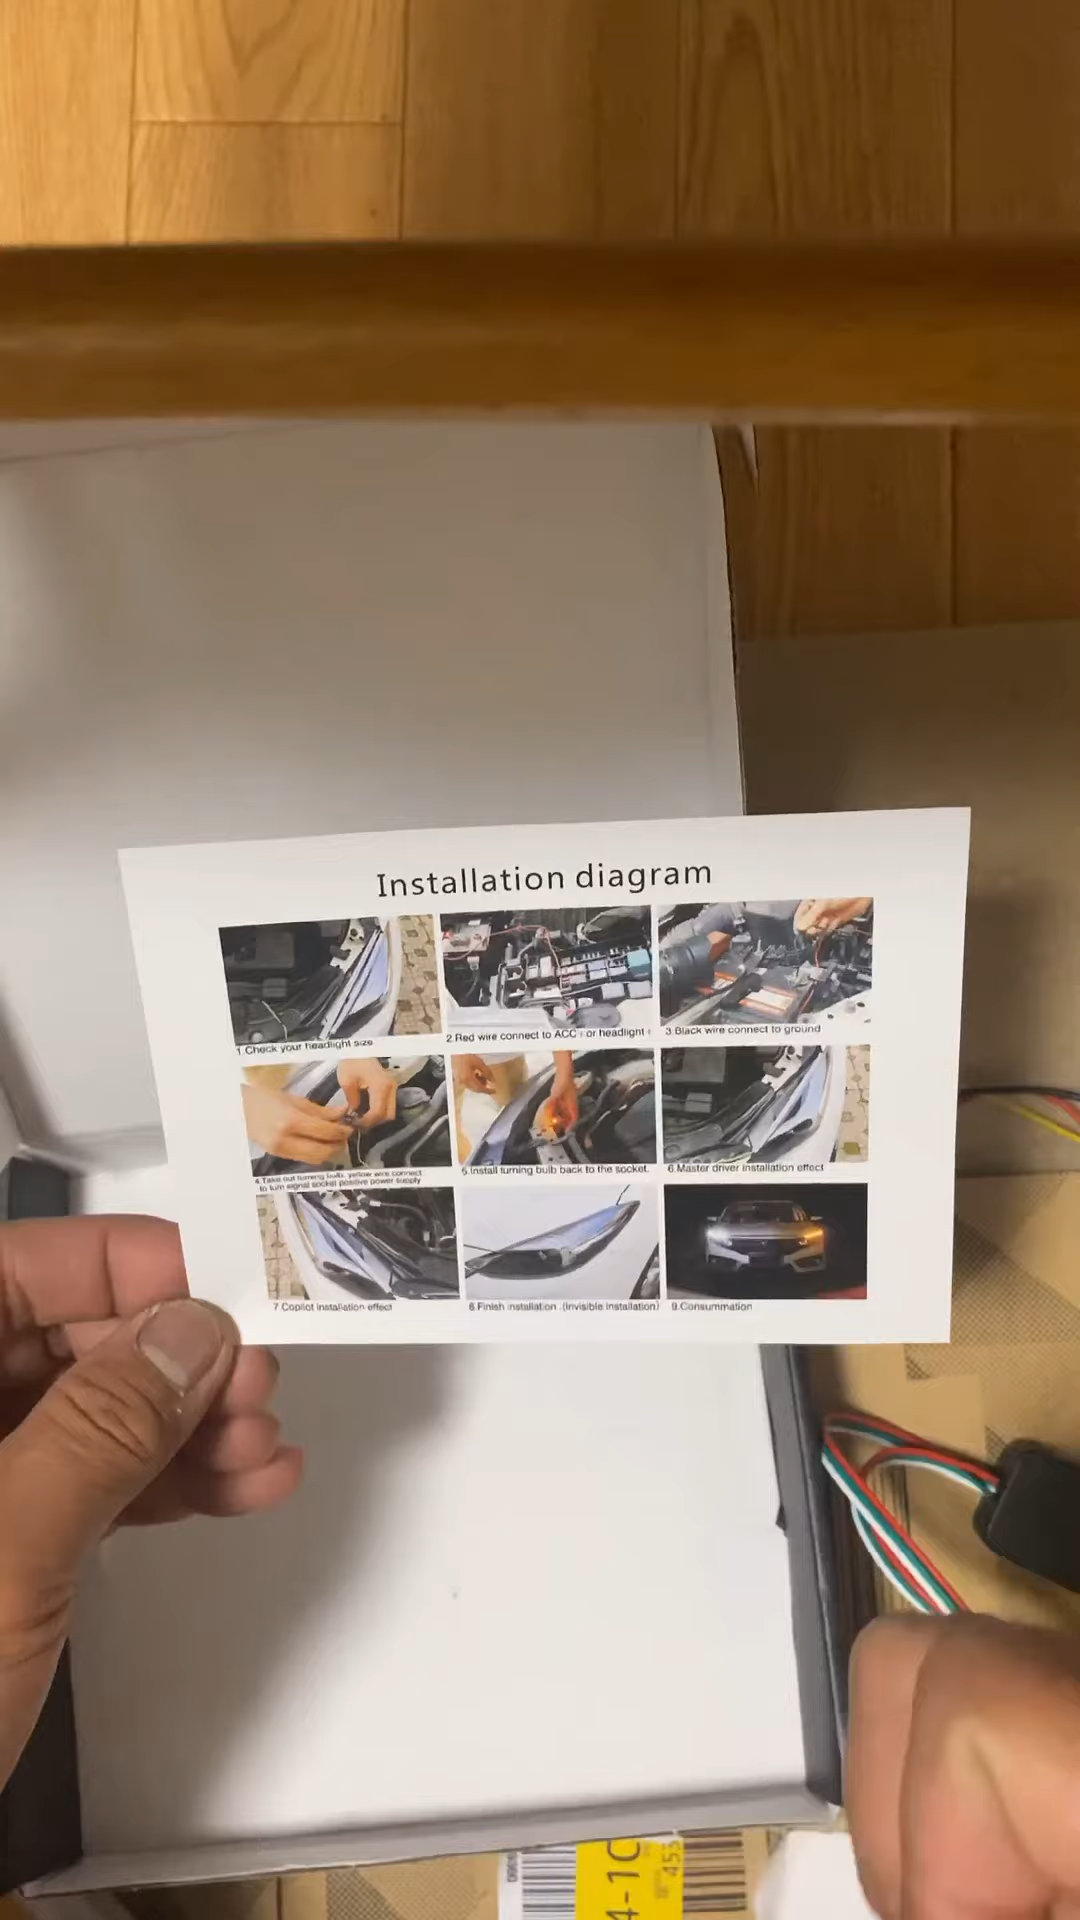 Installation diagram
1.Check your headlight size
2.Red wire connect to ACC+ or headlight +
3.Black wire connect to ground
4.Take out turning bulb, yellow wire connect
to turn signal socket positive power supply
5.Install turning bulb back to the socket.
6.Master driver installation effect
7.Copilot installation effect
8.Finish installation .(Invisible installation)
9.Consummation
4-1C
455